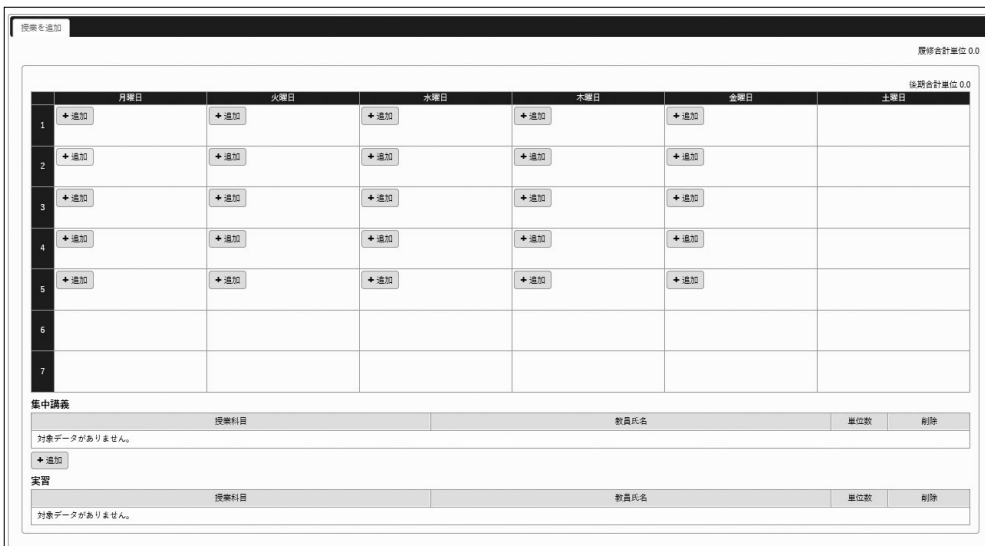 授業を追加
履修合計単位 0.0
後期合計単位 0.0
月曜日 火曜日 水曜日 木曜日 金曜日 土曜日
1 +追加 +追加 +追加 +追加 +追加
2 +追加 +追加 +追加 +追加 +追加
3 +追加 +追加 +追加 +追加 +追加
4 +追加 +追加 +追加 +追加 +追加
5 +追加 +追加 +追加 +追加 +追加
6
7
集中講義
授業科目 教員氏名 単位数 削除
対象データがありません。
+追加
実習
授業科目 教員氏名 単位数 削除
対象データがありません。